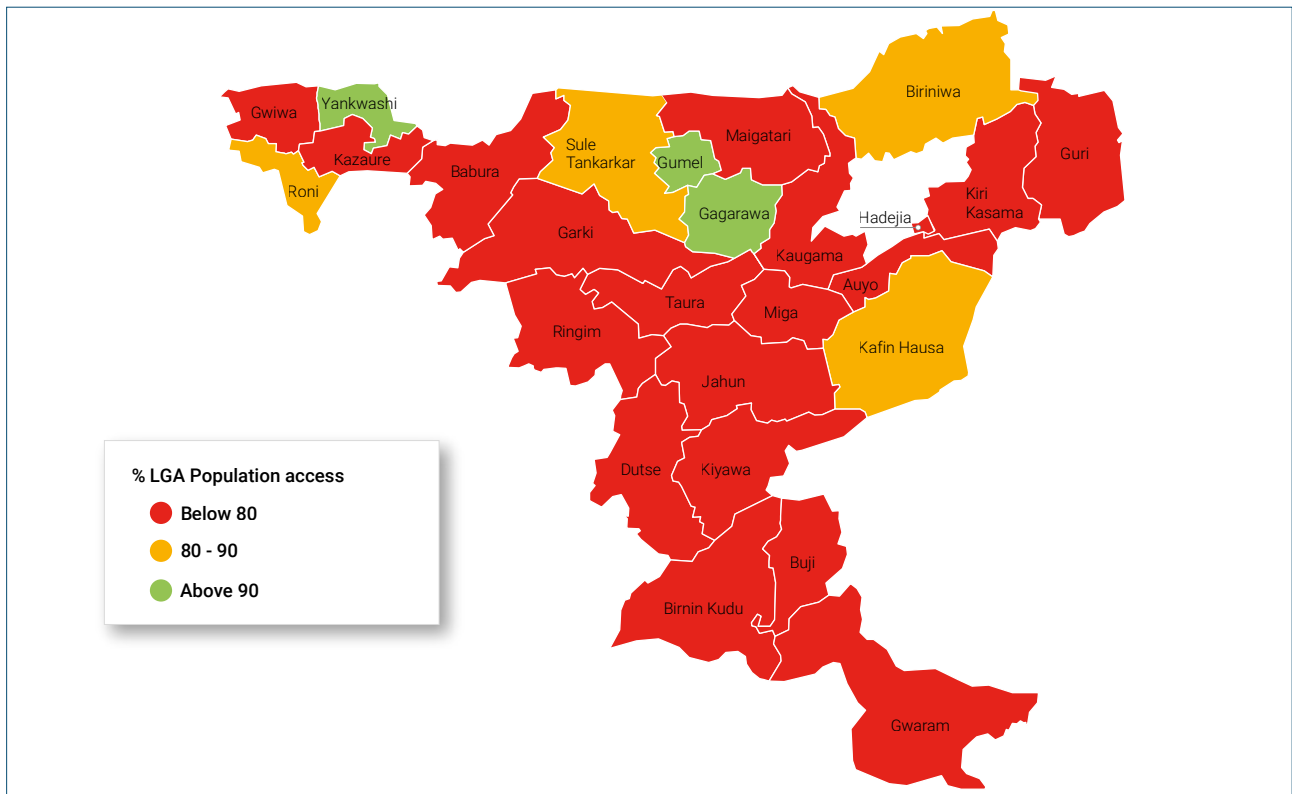 Biriniwa
Yankwashi
Gwiwa
Maigatari
Sule
Tankarkar
Kazaure
Gumel
Guri
Babura
Roni
Kiri
Kasama
Gagarawa
Hadejia
Garki
Kaugama
Auyo
Taura
Miga
Ringim
Kafin Hausa
Jahun
Dutse
Kiyawa
% LGA Population access
Below 80
80 - 90
Above 90
Buji
Birnin Kudu
Gwaram